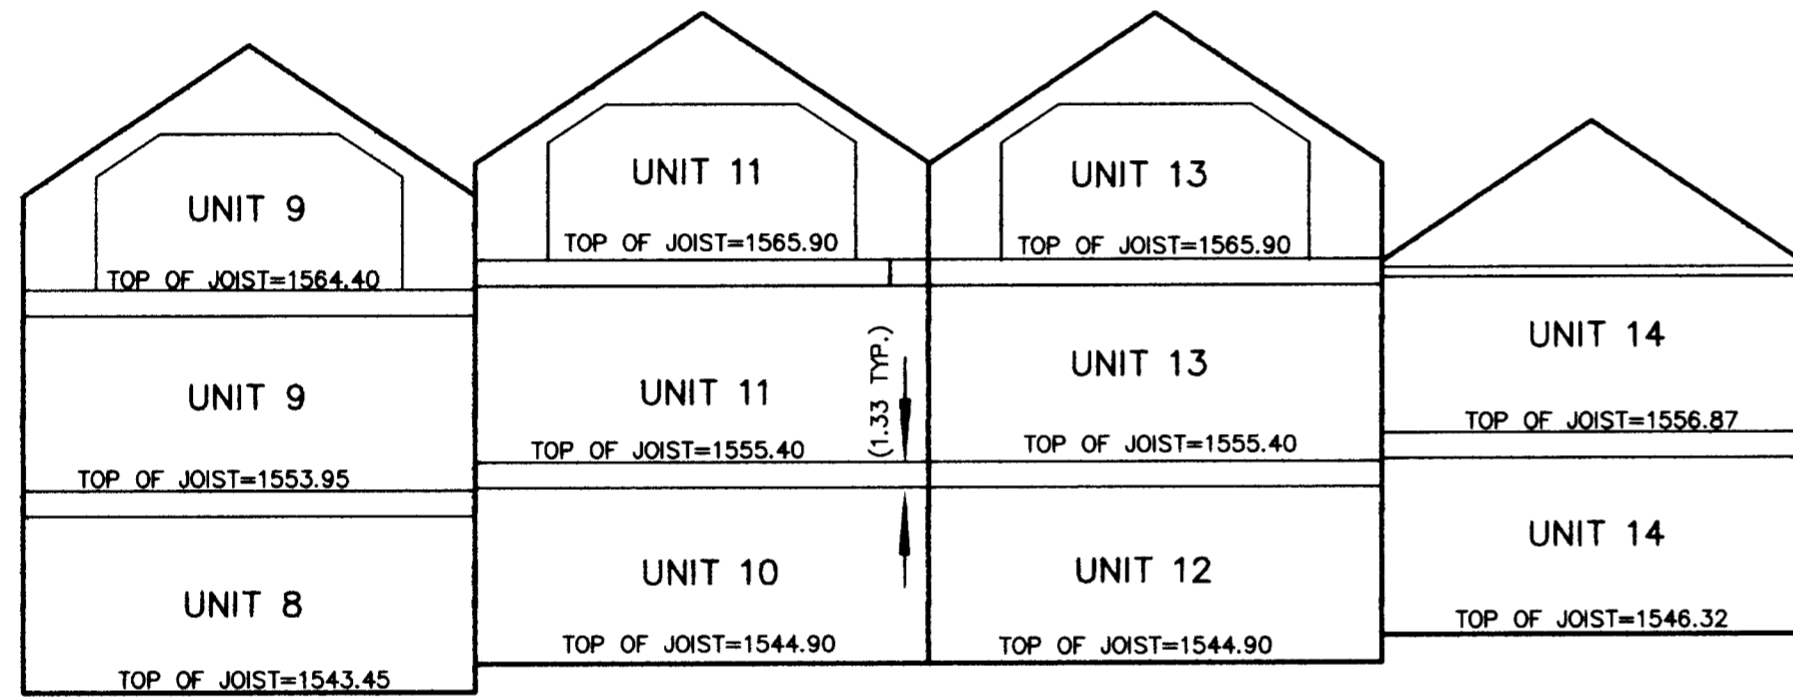 UNIT 9
TOP OF JOIST=1564.40
UNIT 9
TOP OF JOIST=1553.95
UNIT 8
TOP OF JOIST=1543.45
UNIT 11
TOP OF JOIST=1565.90
UNIT 11
TOP OF JOIST=1555.40
(1.33 TYP.)
UNIT 10
TOP OF JOIST=1544.90
UNIT 13
TOP OF JOIST=1565.90
UNIT 13
TOP OF JOIST=1555.40
UNIT 12
TOP OF JOIST=1544.90
UNIT 14
TOP OF JOIST=1556.87
UNIT 14
TOP OF JOIST=1546.32